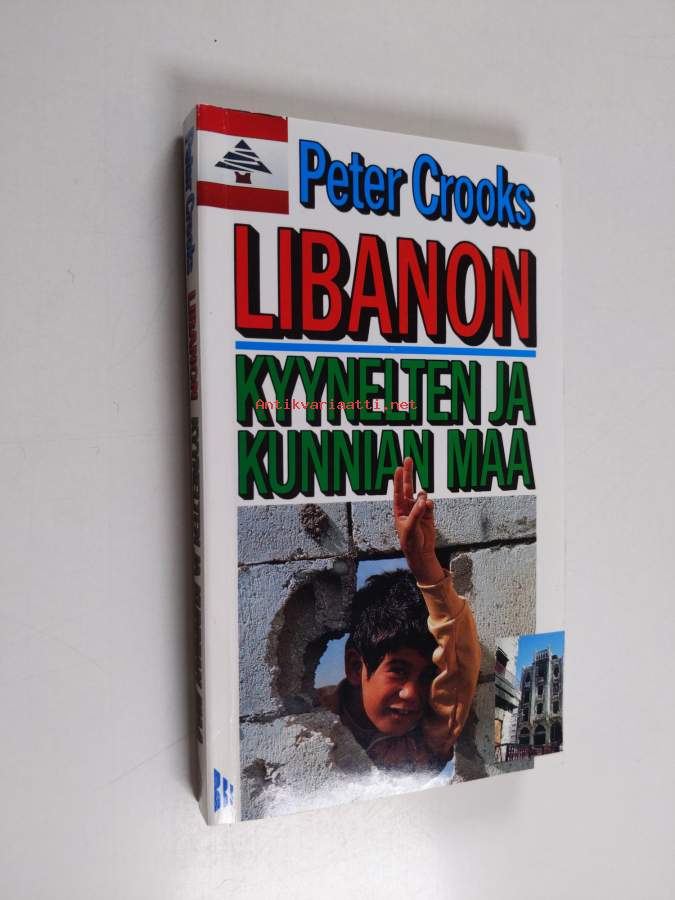 Peter Crooks
LIBANON
KYYNELTEN JA
KUNNIAN MAA
Antikvariaatti.net
Peter Crooks LIBANON KYYNELTEN JA KUNNIAN MAA